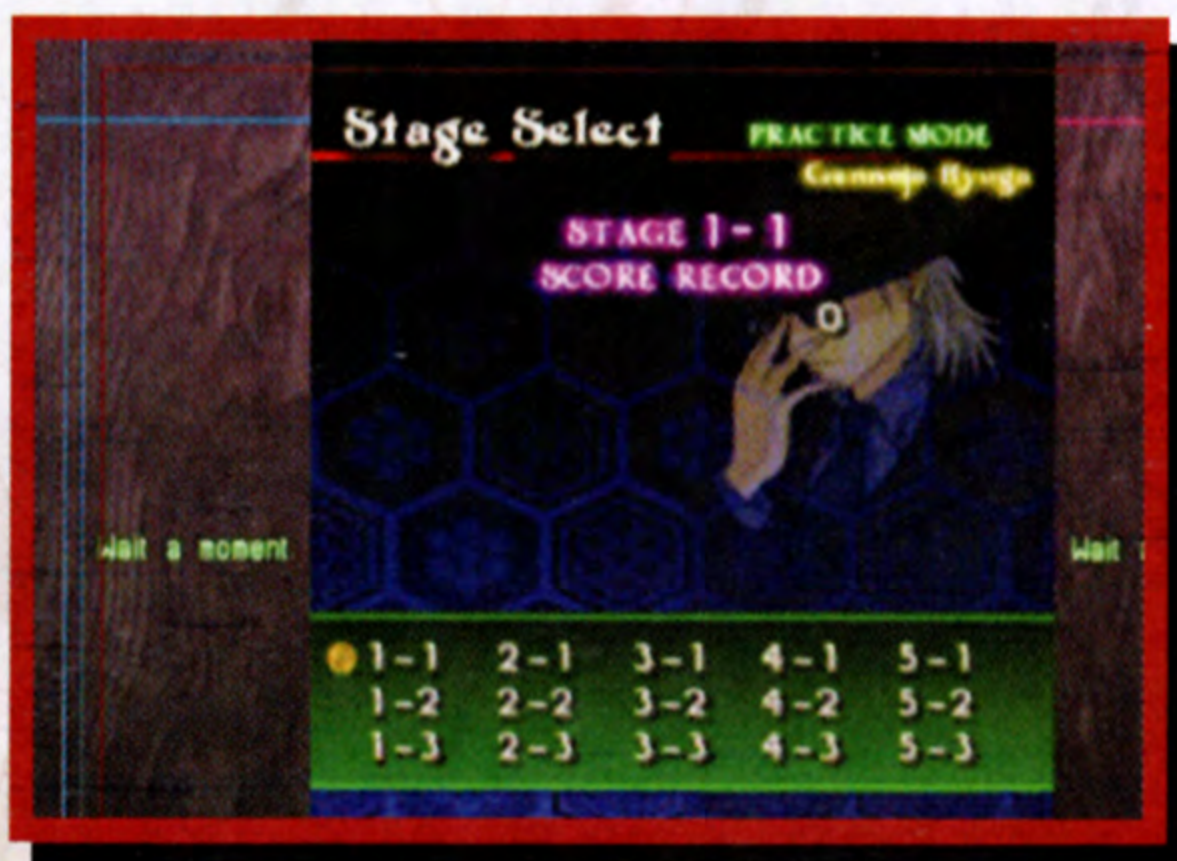 Stage Select
PRACTICE MODE
STAGE 1-1
SCORE RECORD
0
Wait a moment
Wait
1-1 2-1 3-1 4-1 5-1
1-2 2-2 3-2 4-2 5-2
1-3 2-3 3-3 4-3 5-3